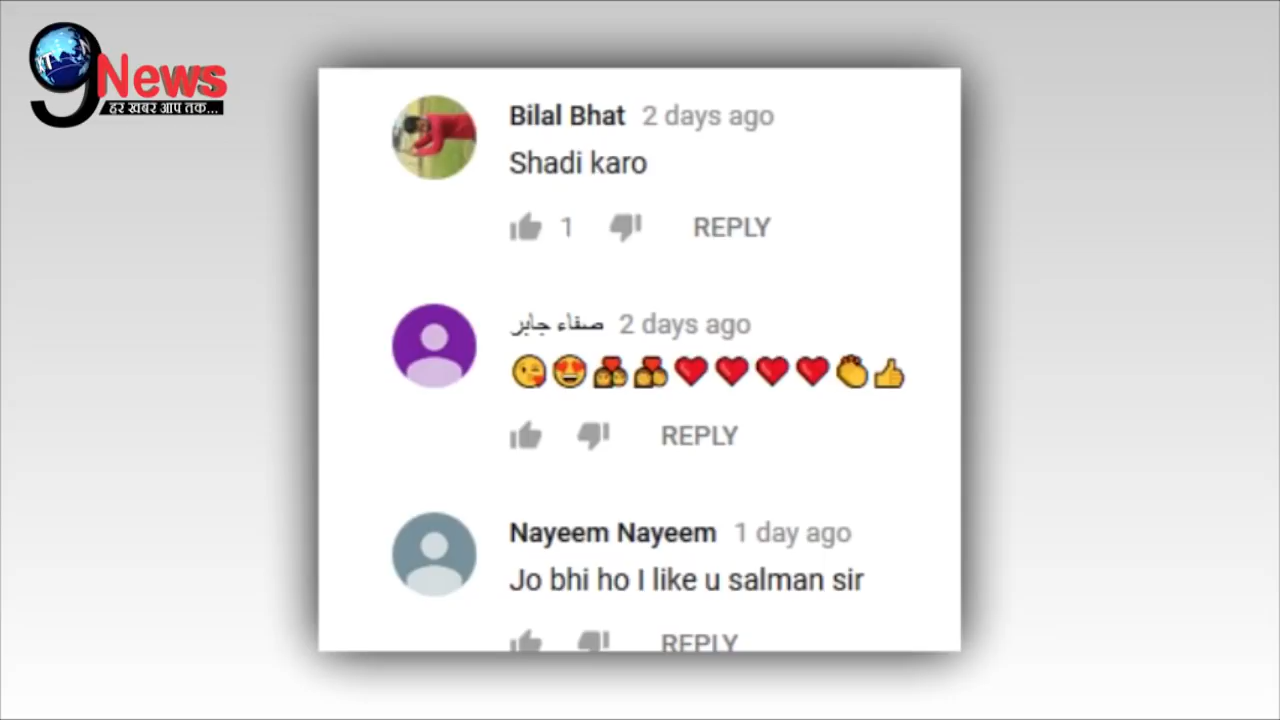 9 News
हर खबर आप तक...
Bilal Bhat 2 days ago
Shadi karo
1 REPLY
صفاء جابر 2 days ago
😘😍💏💏❤❤❤❤👏👍
REPLY
Nayeem Nayeem 1 day ago
Jo bhi ho I like u salman sir
REPLY